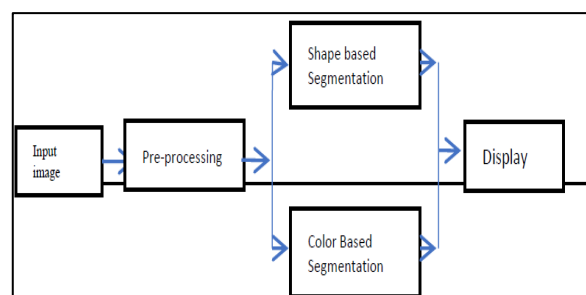 Input
image
Pre-processing
Shape based
Segmentation
Color Based
Segmentation
Display